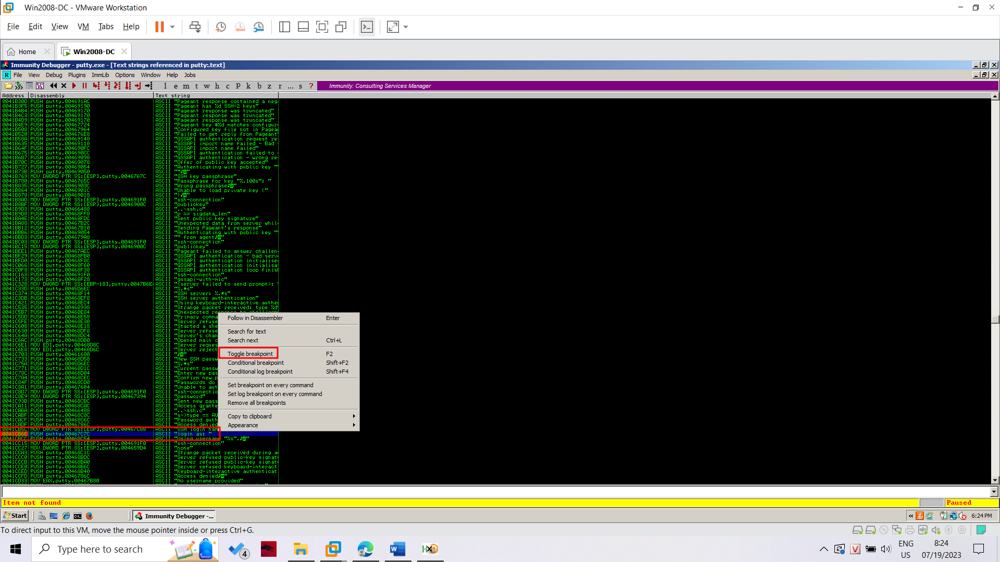 Win2008-DC - VMware Workstation
File Edit View VM Tabs Help
Home Win2008-DC
Immunity Debugger - putty.exe - [Text strings referenced in putty:.text]
File View Debug Plugins ImmLib Options Window Help Jobs
l e m t w h c P k b z r ... s ? Immunity: Consulting Services Manager
Address Disassembly Text string
0041B30D PUSH putty.004691AC ASCII "Pageant response contained a neg
0041B3F5 PUSH putty.00469190 ASCII "Pageant has %d SSH-2 keys"
0041B4B4 PUSH putty.00469170 ASCII "Pageant response was truncated"
0041B4C3 PUSH putty.00469170 ASCII "Pageant response was truncated"
0041B4D9 PUSH putty.00469170 ASCII "Pageant response was truncated"
0041B4E9 PUSH putty.00467724 ASCII "Pageant key #%d matches configur
0041B508 PUSH putty.00467964 ASCII "Configured key file not in Pagean
0041B520 PUSH putty.004676E8 ASCII "Failed to get reply from Pageant"
0041B58A PUSH putty.00469148 ASCII "GSSAPI authentication request re
0041B635 PUSH putty.00469118 ASCII "GSSAPI import name failed - Bad
0041B64F PUSH putty.004690FC ASCII "GSSAPI import name failed"
0041B675 PUSH putty.004690CC ASCII "GSSAPI authentication failed to
0041B6B7 PUSH putty.00469098 ASCII "GSSAPI authentication - wrong re
0041B70C PUSH putty.00469078 ASCII "Offer of public key accepted"
0041B727 PUSH putty.00469054 ASCII "Authenticating with public key "
0041B73B PUSH putty.00469050 ASCII ""♪◙"
0041B769 MOV DWORD PTR SS:[ESP],putty.0046767C ASCII "SSH key passphrase"
0041B780 PUSH putty.0046765C ASCII "Passphrase for key "%.100s": "
0041B835 PUSH putty.0046903C ASCII "Wrong passphrase♪◙"
0041B864 PUSH putty.0046901C ASCII "Unable to load private key ("
0041B878 PUSH putty.00469018 ASCII ")♪◙"
0041B8AD MOV DWORD PTR SS:[ESP],putty.004691F0 ASCII "ssh-connection"
0041B8BF MOV DWORD PTR SS:[ESP],putty.0046900C ASCII "publickey"
0041B9D3 PUSH putty.00466488 ASCII "..\ssh.c"
0041B9D8 PUSH putty.00468FF8 ASCII "p == sigdata_len"
0041BA4E PUSH putty.00468FDC ASCII "Sent public key signature"
0041BA88 PUSH putty.00467B2C ASCII "Unexpected data from server whil
0041BB12 PUSH putty.00467B10 ASCII "Sending Pageant's response"
0041BBB6 PUSH putty.00469054 ASCII "Authenticating with public key "
0041BBD3 PUSH putty.004679A8 ASCII "" from agent♪◙"
0041BC03 MOV DWORD PTR SS:[ESP],putty.004691F0 ASCII "ssh-connection"
0041BC15 MOV DWORD PTR SS:[ESP],putty.0046900C ASCII "publickey"
0041BEE1 PUSH putty.00467AEC ASCII "Pageant failed to answer challen
0041BF29 PUSH putty.00468FB0 ASCII "GSSAPI authentication - bad serv
0041BFD0 PUSH putty.00468F8C ASCII "GSSAPI authentication initialise
0041C066 PUSH putty.00468F60 ASCII "GSSAPI authentication initialisa
0041C0F8 PUSH putty.00468F38 ASCII "GSSAPI authentication loop finis
0041C163 PUSH putty.004691F0 ASCII "ssh-connection"
0041C173 PUSH putty.00468F28 ASCII "gssapi-with-mic"
0041C328 MOV DWORD PTR SS:[EBP-18],putty.0047B6E ASCII "<server failed to send prompt>:
0041C33D PUSH putty.0045D6EC ASCII "%.*s"
0041C374 PUSH putty.00468F14 ASCII "SSH server: %.*s"
0041C3DB PUSH putty.00468EF8 ASCII "SSH server authentication"
0041C421 PUSH putty.00468EC4 ASCII "Using keyboard-interactive authe
0041C535 PUSH putty.00468938 ASCII "Strange packet received: type %d
0041C5B7 PUSH putty.00468E84 ASCII "Unexpected response to shell/com
0041C5DD PUSH putty.00468E58 ASCII "Primary comma
0041C5FE PUSH putty.00468E30 ASCII "Server refuse
0041C608 PUSH putty.00468E18 ASCII "Started a she
0041C630 PUSH putty.00468DF8 ASCII "Server refuse
0041C64A PUSH putty.00468DC4 ASCII "Server's chan
0041C6AC PUSH putty.00468DB0 ASCII "Opened main c
0041C6E1 MOV EDI,putty.00468D8C ASCII "Server reques
0041C6E8 MOV EDI,putty.00468D6C ASCII "Server reject
0041C703 PUSH putty.00461680 ASCII "♪◙"
0041C743 PUSH putty.00468D58 ASCII "New SSH passw
0041C75A PUSH putty.0045D6EC ASCII "%.*s"
0041C771 PUSH putty.00468D1C ASCII "Current passw
0041C78C PUSH putty.00468D04 ASCII "Enter new pas
0041C7A4 PUSH putty.00468CEC ASCII "Confirm new p
0041C84F PUSH putty.00468CD0 ASCII "Passwords do
0041C8A1 PUSH putty.00467604 ASCII "Unable to aut
0041C8D7 MOV DWORD PTR SS:[ESP],putty.004691F0 ASCII "ssh-connectio
0041C8E9 MOV DWORD PTR SS:[ESP],putty.00467394 ASCII "password"
0041C93B PUSH putty.00468CBC ASCII "Sent new pass
0041CA11 PUSH putty.00468CAC ASCII "Access grante
0041CABA PUSH putty.00466488 ASCII "..\ssh.c"
0041CABF PUSH putty.00468C8C ASCII "s->type == AU
0041CACF PUSH putty.00468C6C ASCII "Password auth
0041CADF PUSH putty.0046786C ASCII "Access denied
0041CB5C MOV DWORD PTR SS:[ESP],putty.00467C88 ASCII "SSH login nam
0041CB6E PUSH putty.00467C7C ASCII "login as: "
0041CBCC PUSH putty.00468C54 ASCII "Using username "%s".♪◙"
0041CC15 MOV DWORD PTR SS:[ESP],putty.004691F0 ASCII "ssh-connection"
0041CC27 MOV DWORD PTR SS:[ESP],putty.004659D4 ASCII "none"
0041CCA3 PUSH putty.00468C1C ASCII "Strange packet received during a
0041CCC0 PUSH putty.00468BDC ASCII "Server refused public-key signat
0041CCCB PUSH putty.00468BA0 ASCII "Server refused public-key signat
0041CCE0 PUSH putty.00468B6C ASCII "Server refused keyboard-interact
0041CCED PUSH putty.00468B40 ASCII "Keyboard-interactive authenticat
0041CCFD PUSH putty.0046786C ASCII "Access denied♪◙"
0041CD33 MOV EAX,putty.00467B80 ASCII "No username provided"
Follow in Disassembler Enter
Search for text
Search next Ctrl+L
Toggle breakpoint F2
Conditional breakpoint Shift+F2
Conditional log breakpoint Shift+F4
Set breakpoint on every command
Set log breakpoint on every command
Remove all breakpoints
Copy to clipboard
Appearance
Item not found Paused
Start Immunity Debugger -... « 6:24 PM
To direct input to this VM, move the mouse pointer inside or press Ctrl+G.
Type here to search 4 ENG US 8:24 07/19/2023